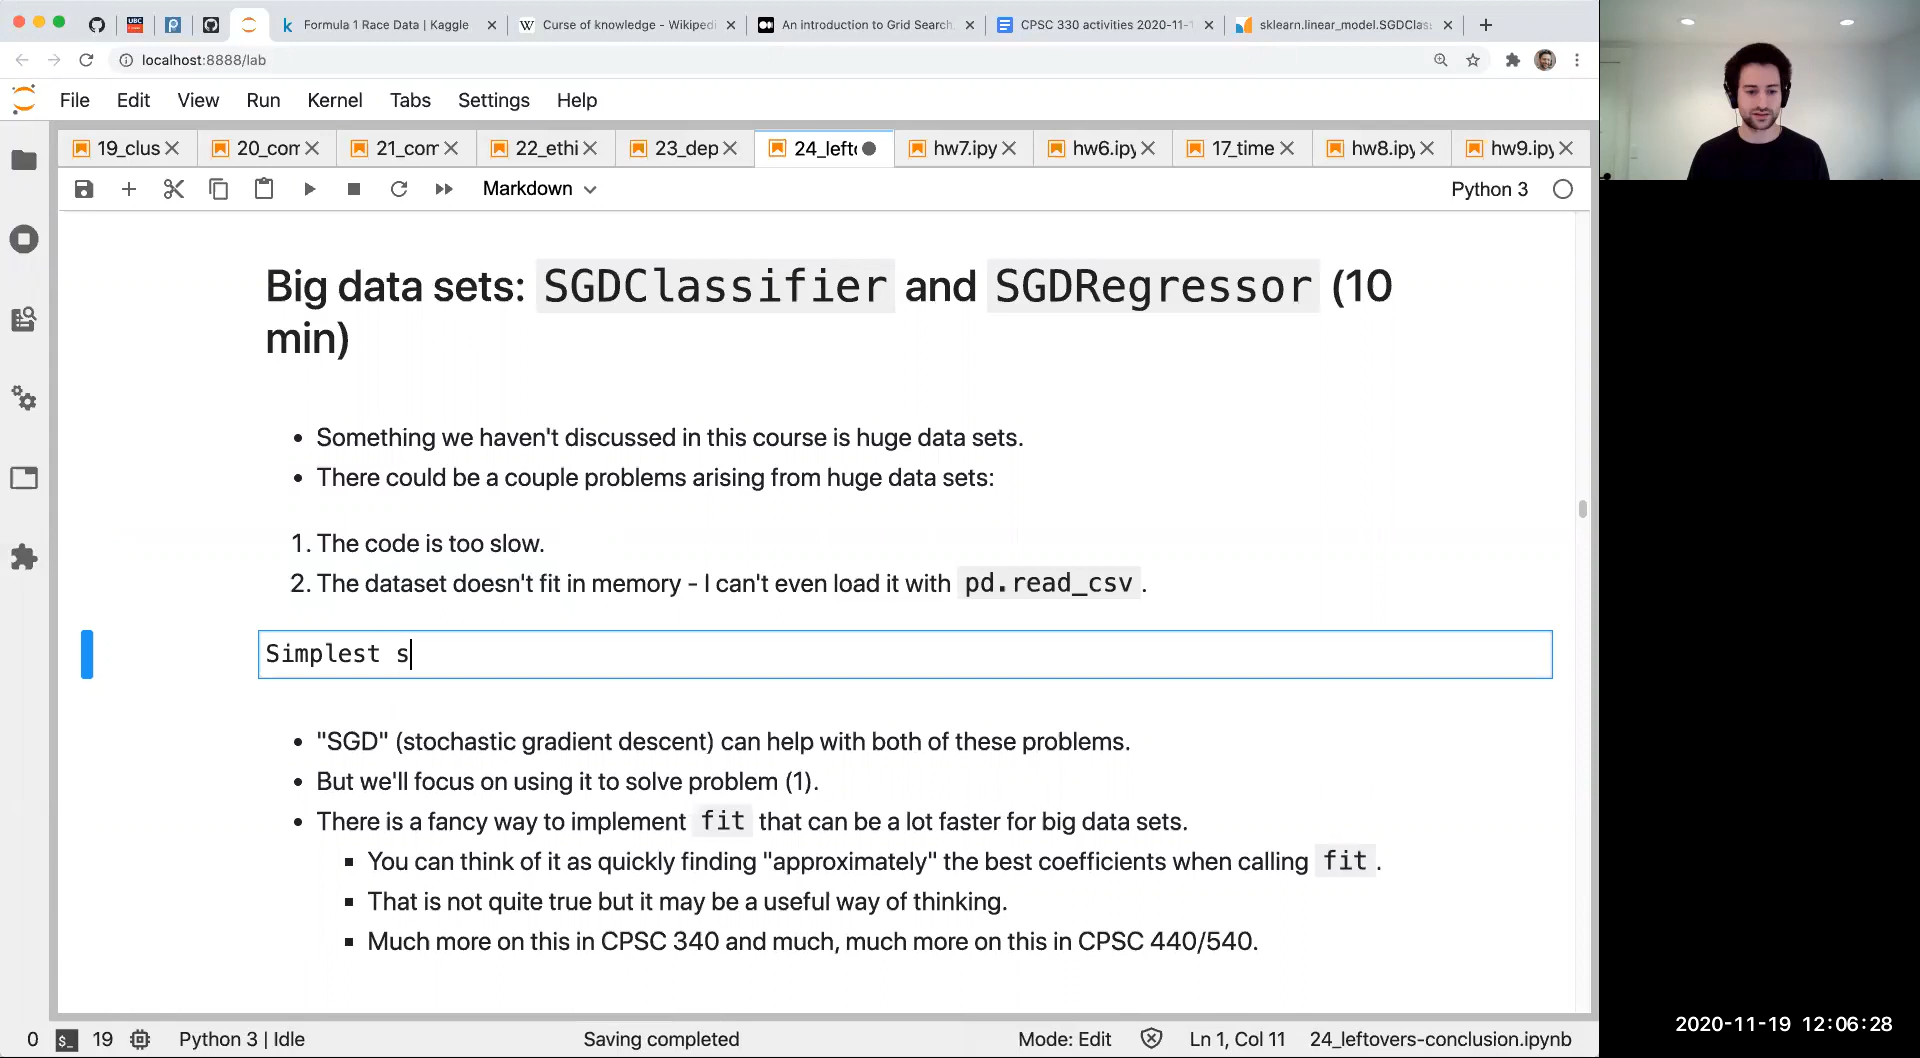 Formula 1 Race Data | Kaggle
Curse of knowledge - Wikiped
An introduction to Grid Search
CPSC 330 activities 2020-11-1
sklearn.linear_model.SGDClas
localhost:8888/lab
File Edit View Run Kernel Tabs Settings Help
19_clus 20_com 21_com 22_ethi 23_dep 24_lefto hw7.ipy hw6.ipy 17_time hw8.ipy hw9.ipy
Markdown
Python 3
Big data sets: SGDClassifier and SGDRegressor (10
min)
• Something we haven't discussed in this course is huge data sets.
• There could be a couple problems arising from huge data sets:
1. The code is too slow.
2. The dataset doesn't fit in memory - I can't even load it with pd.read_csv.
Simplest s
• "SGD" (stochastic gradient descent) can help with both of these problems.
• But we'll focus on using it to solve problem (1).
• There is a fancy way to implement fit that can be a lot faster for big data sets.
▪ You can think of it as quickly finding "approximately" the best coefficients when calling fit.
▪ That is not quite true but it may be a useful way of thinking.
▪ Much more on this in CPSC 340 and much, much more on this in CPSC 440/540.
0 $_ 19 Python 3 | Idle Saving completed Mode: Edit Ln 1, Col 11 24_leftovers-conclusion.ipynb
2020-11-19 12:06:28